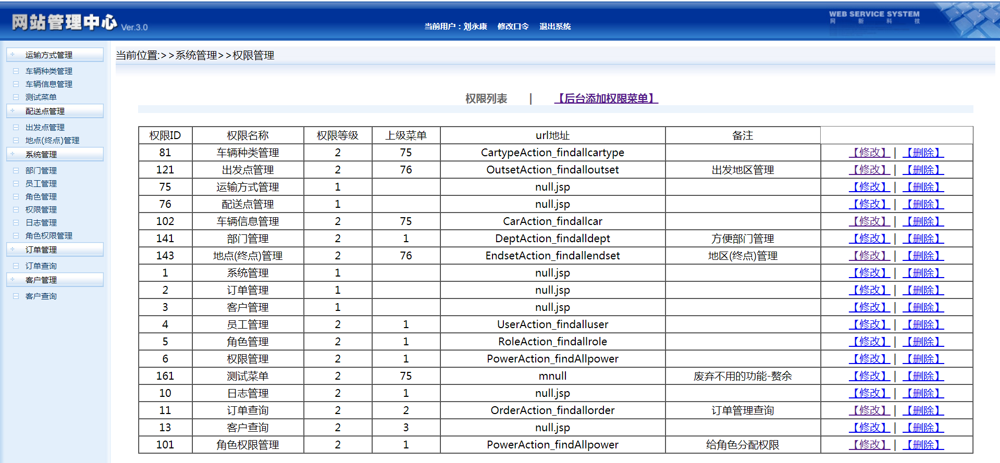 网站管理中心 Ver.3.0
当前用户：刘永康 修改口令 退出系统
WEB SERVICE SYSTEM
网 新 科 技
运输方式管理
车辆种类管理
车辆信息管理
测试菜单
配送点管理
出发点管理
地点(终点)管理
系统管理
部门管理
员工管理
角色管理
权限管理
日志管理
角色权限管理
订单管理
订单查询
客户管理
客户查询
当前位置:>>系统管理>>权限管理
权限列表 | 【后台添加权限菜单】
权限ID 权限名称 权限等级 上级菜单 url地址 备注
81 车辆种类管理 2 75 CartypeAction_findallcartype 【修改】 | 【删除】
121 出发点管理 2 76 OutsetAction_findalloutset 出发地区管理 【修改】 | 【删除】
75 运输方式管理 1 null.jsp 【修改】 | 【删除】
76 配送点管理 1 null.jsp 【修改】 | 【删除】
102 车辆信息管理 2 75 CarAction_findallcar 【修改】 | 【删除】
141 部门管理 2 1 DeptAction_findalldept 方便部门管理 【修改】 | 【删除】
143 地点(终点)管理 2 76 EndsetAction_findallendset 地区(终点)管理 【修改】 | 【删除】
1 系统管理 1 null.jsp 【修改】 | 【删除】
2 订单管理 1 null.jsp 【修改】 | 【删除】
3 客户管理 1 null.jsp 【修改】 | 【删除】
4 员工管理 2 1 UserAction_findalluser 【修改】 | 【删除】
5 角色管理 2 1 RoleAction_findallrole 【修改】 | 【删除】
6 权限管理 2 1 PowerAction_findAllpower 【修改】 | 【删除】
161 测试菜单 2 75 mnull 废弃不用的功能-赘余 【修改】 | 【删除】
10 日志管理 2 1 null.jsp 【修改】 | 【删除】
11 订单查询 2 2 OrderAction_findallorder 订单管理查询 【修改】 | 【删除】
13 客户查询 2 3 null.jsp 【修改】 | 【删除】
101 角色权限管理 2 1 PowerAction_findAllpower 给角色分配权限 【修改】 | 【删除】